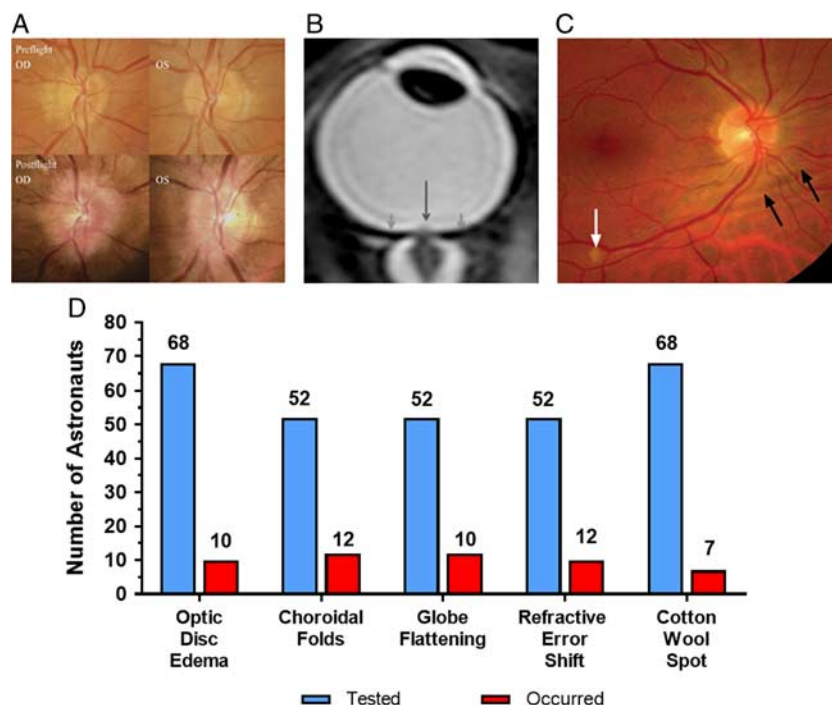 A
B
C
Preflight
OD
OS
Postflight
OD
OS
D
Number of Astronauts
80
70
60
50
40
30
20
10
0
68
10
52
12
52
10
52
12
68
7
Optic
Disc
Edema
Choroidal
Folds
Globe
Flattening
Refractive
Error
Shift
Cotton
Wool
Spot
Tested
Occurred